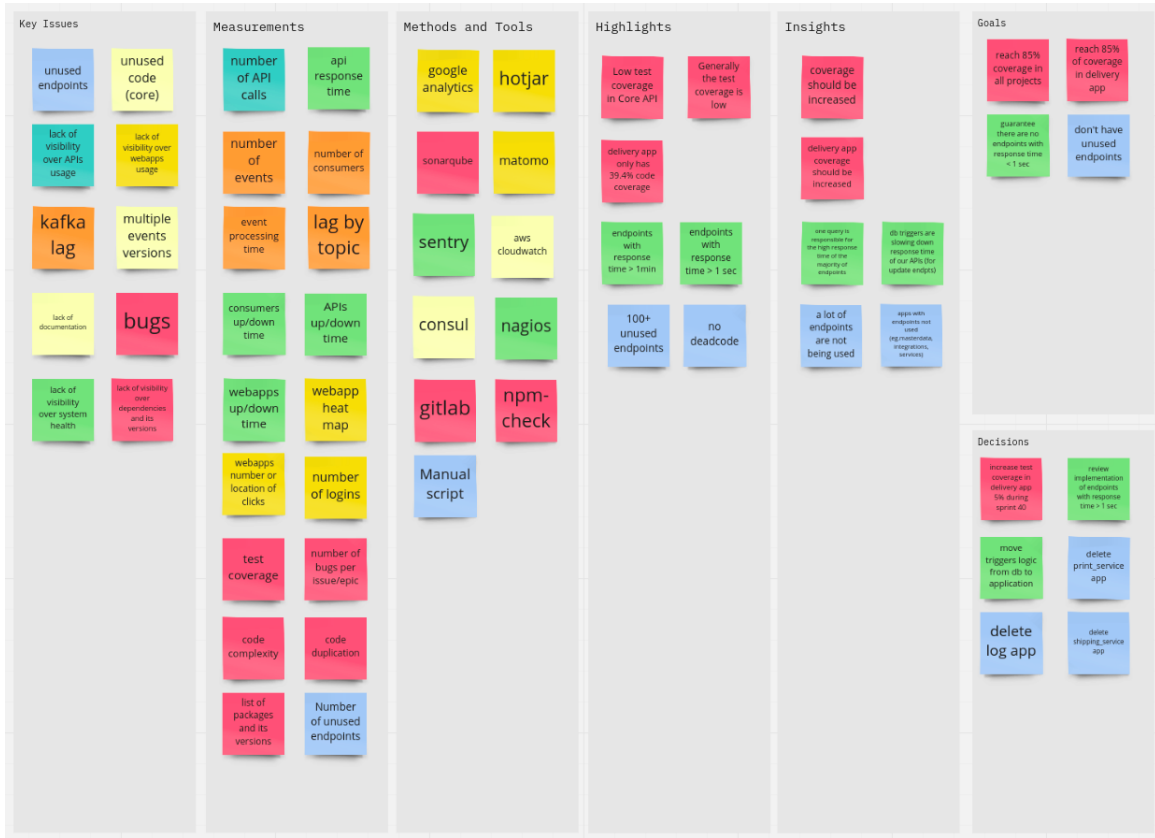 Key Issues
unused
endpoints
unused
code
(core)
lack of
visibility
over APIs
usage
lack of
visibility over
webapps
usage
kafka
lag
multiple
events
versions
lack of
documentation
bugs
lack of
visibility
over system
health
lack of visibility
over
dependencies
and its
versions
Measurements
number
of API
calls
api
response
time
number
of
events
number of
consumers
event
processing
time
lag by
topic
consumers
up/down
time
APIs
up/down
time
webapps
up/down
time
webapp
heat
map
webapps
number or
location of
clicks
number
of logins
test
coverage
number of
bugs per
issue/epic
code
complexity
code
duplication
list of
packages
and its
versions
Number
of unused
endpoints
Methods and Tools
google
analytics
hotjar
sonarqube
matomo
sentry
aws
cloudwatch
consul
nagios
gitlab
npm-
check
Manual
script
Highlights
Low test
coverage
in Core API
Generally
the test
coverage is
low
delivery app
only has
39.4% code
coverage
endpoints
with
response
time > 1min
endpoints
with
response
time > 1 sec
100+
unused
endpoints
no
deadcode
Insights
coverage
should be
increased
delivery app
coverage
should be
increased
one query is
responsible for
the high response
time of the
majority of
endpoints
db triggers are
slowing down
response time
of our APIs (for
update endpts)
a lot of
endpoints
are not
being used
apps with
endpoints not
used
(eg.masterdata,
integrations,
services)
Goals
reach 85%
coverage in
all projects
reach 85%
of coverage
in delivery
app
guarantee
there are no
endpoints with
response time
< 1 sec
don't have
unused
endpoints
Decisions
increase test
coverage in
delivery app
5% during
sprint 40
review
implementation
of endpoints
with response
time > 1 sec
move
triggers logic
from db to
application
delete
print_service
app
delete
log app
delete
shipping_service
app